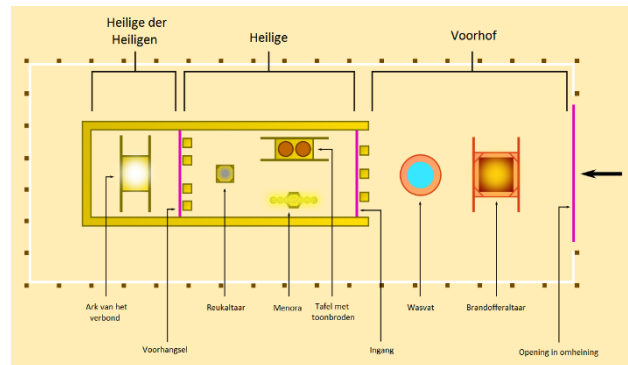 Heilige der
Heiligen
Heilige
Voorhof
Ark van het
verbond
Reukaltaar
Menora
Tafel met
toonbroden
Wasvat
Brandofferaltaar
Voorhangsel
Ingang
Opening in omheining